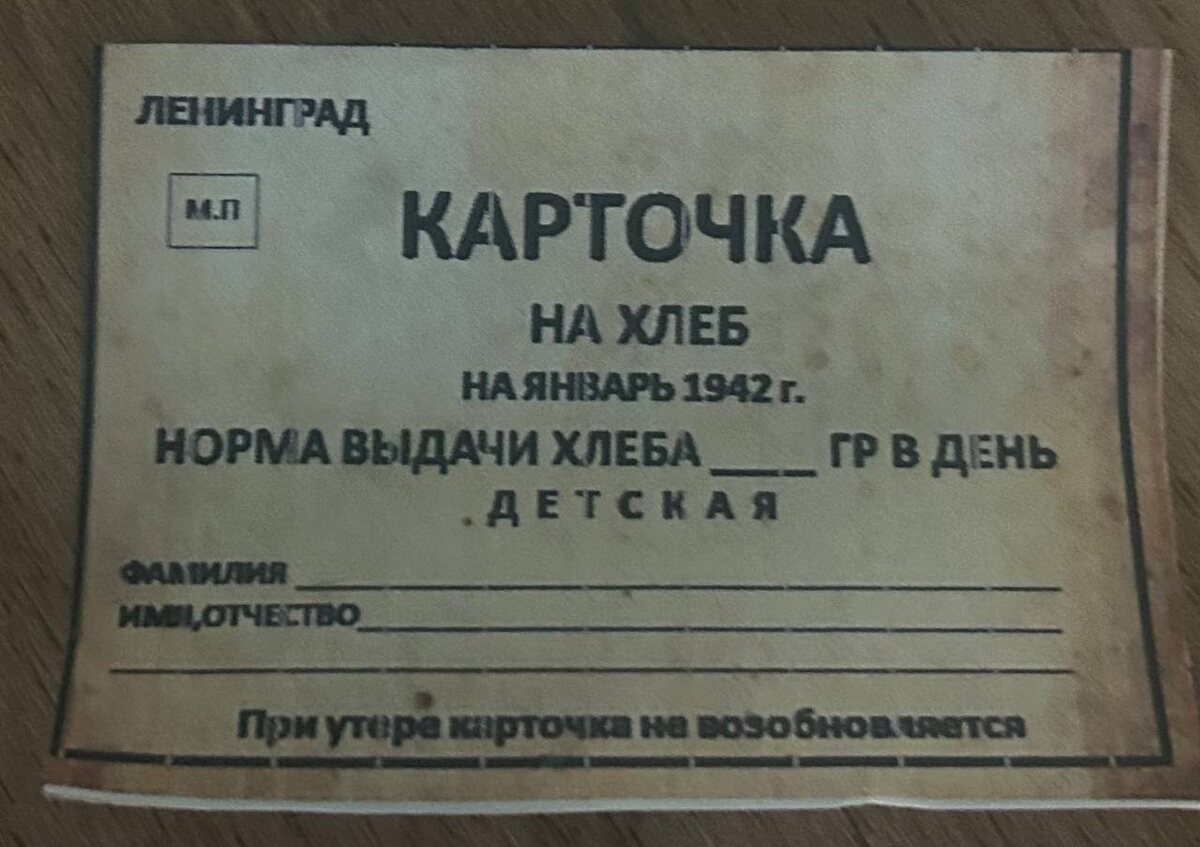 ЛЕНИНГРАД
М.П
КАРТОЧКА
НА ХЛЕБ
НА ЯНВАРЬ 1942 г.
НОРМА ВЫДАЧИ ХЛЕБА ____ ГР В ДЕНЬ
ДЕТСКАЯ
ФАМИЛИЯ
ИМЯ,ОТЧЕСТВО
При утере карточка не возобновляется